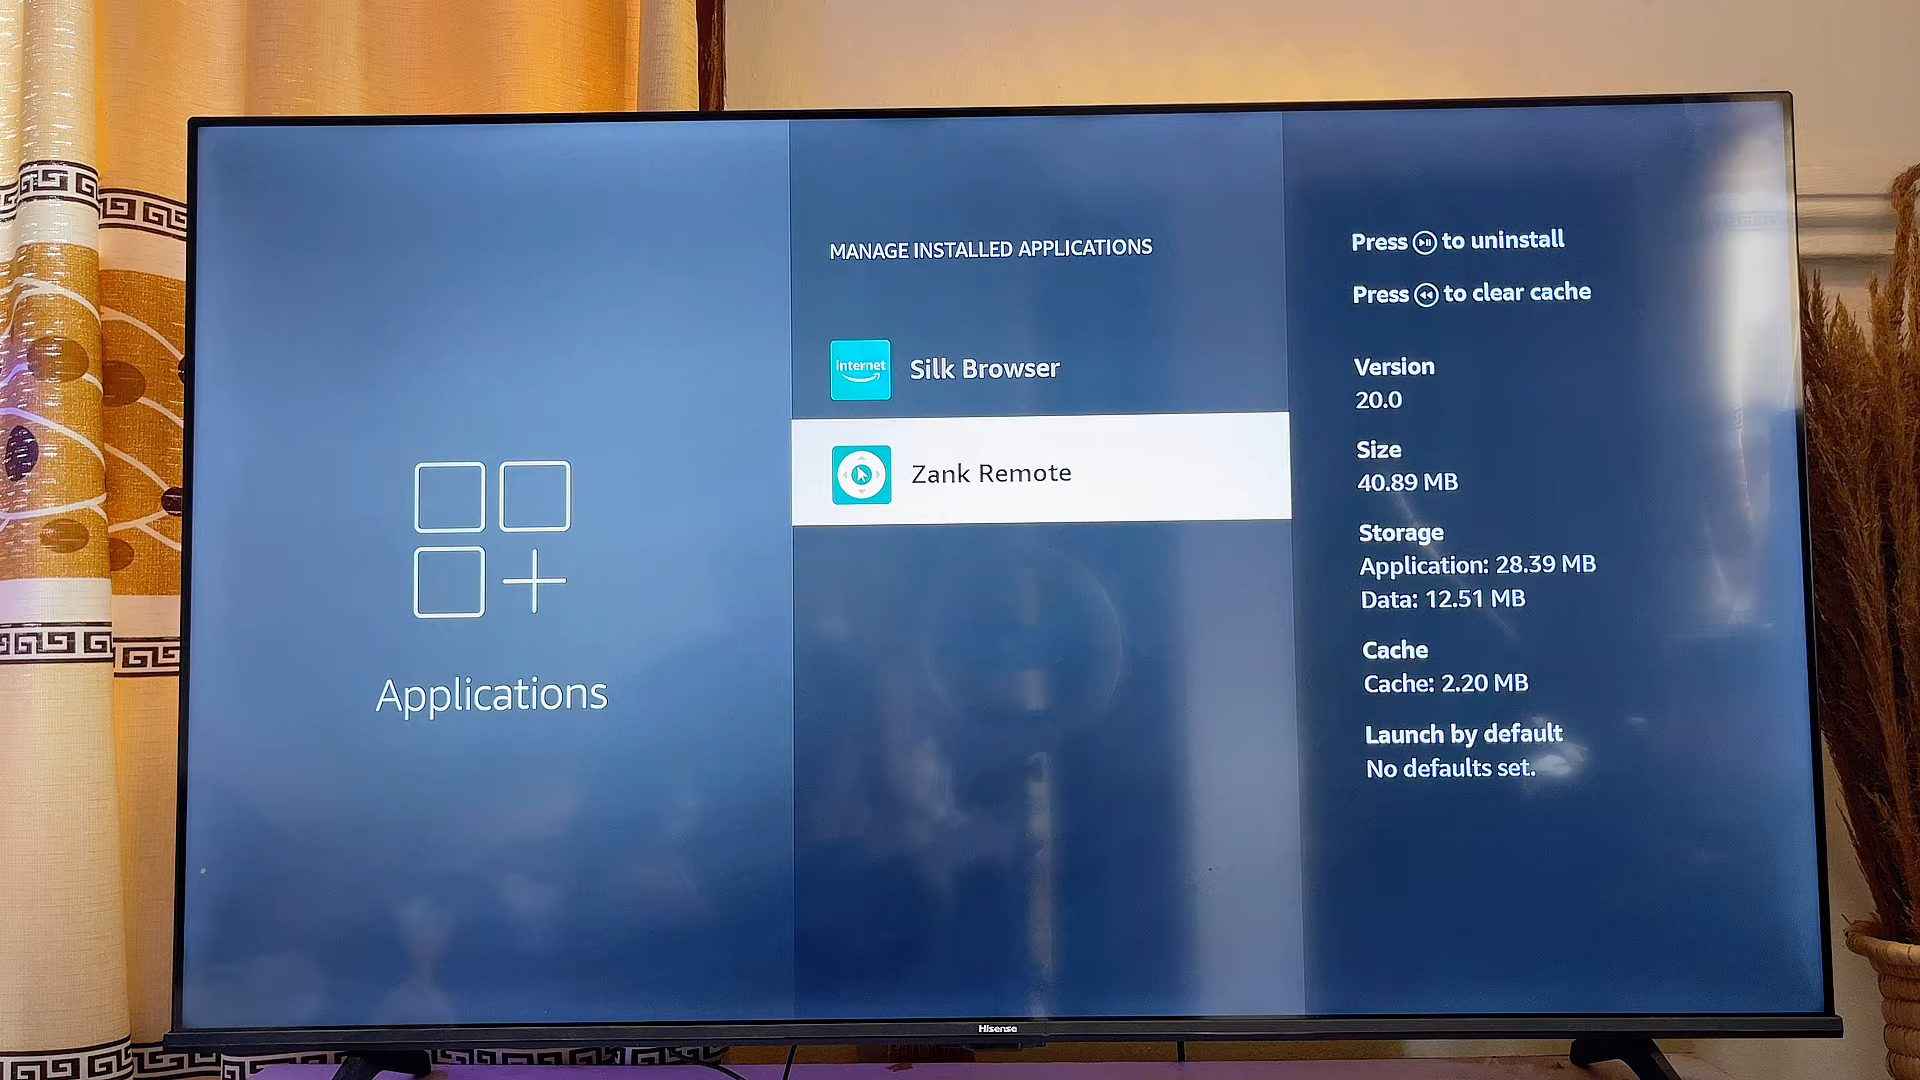 Applications
MANAGE INSTALLED APPLICATIONS
internet
Silk Browser
Zank Remote
Press to uninstall
Press to clear cache
Version
20.0
Size
40.89 MB
Storage
Application: 28.39 MB
Data: 12.51 MB
Cache
Cache: 2.20 MB
Launch by default
No defaults set.
Hisense